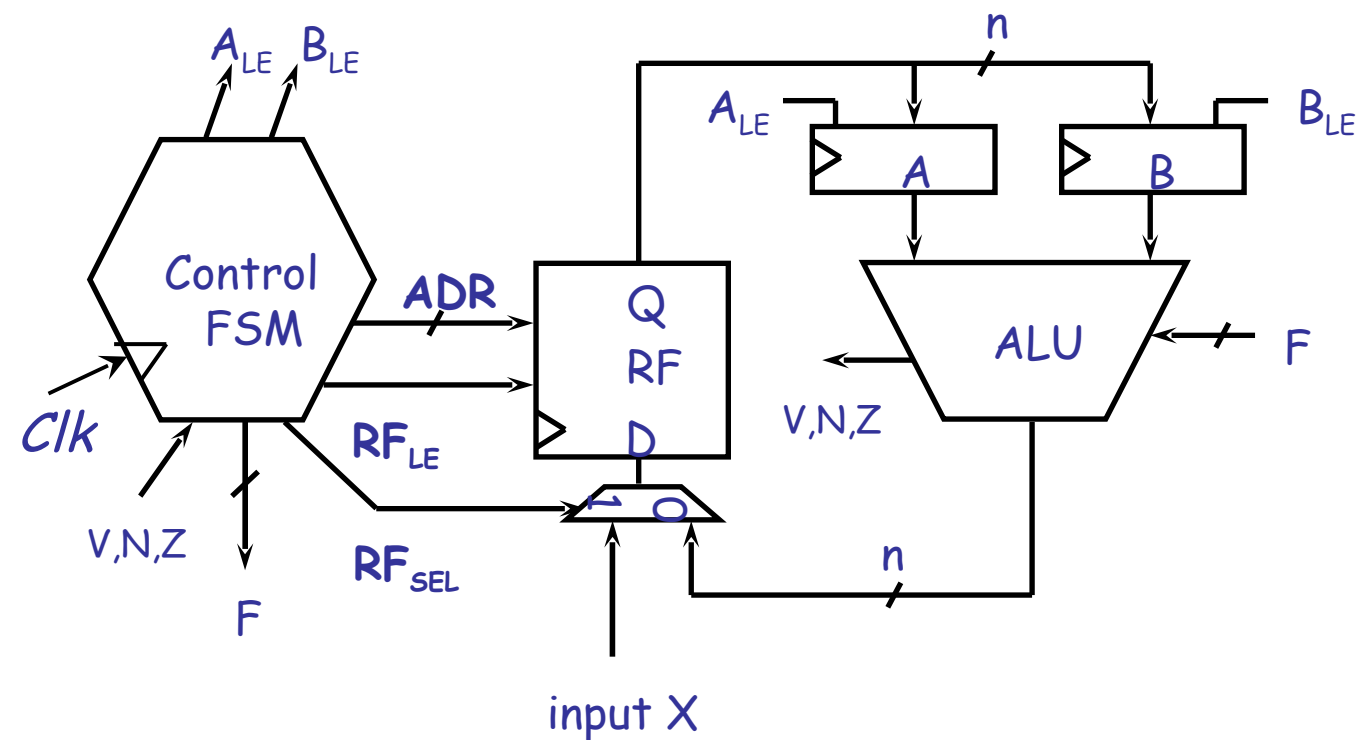 A_LE B_LE
n
A_LE
B_LE
A
B
Control
FSM
ADR
Q
RF
D
ALU
F
Clk
V,N,Z
RF_LE
1 0
V,N,Z
RF_SEL
n
F
input X